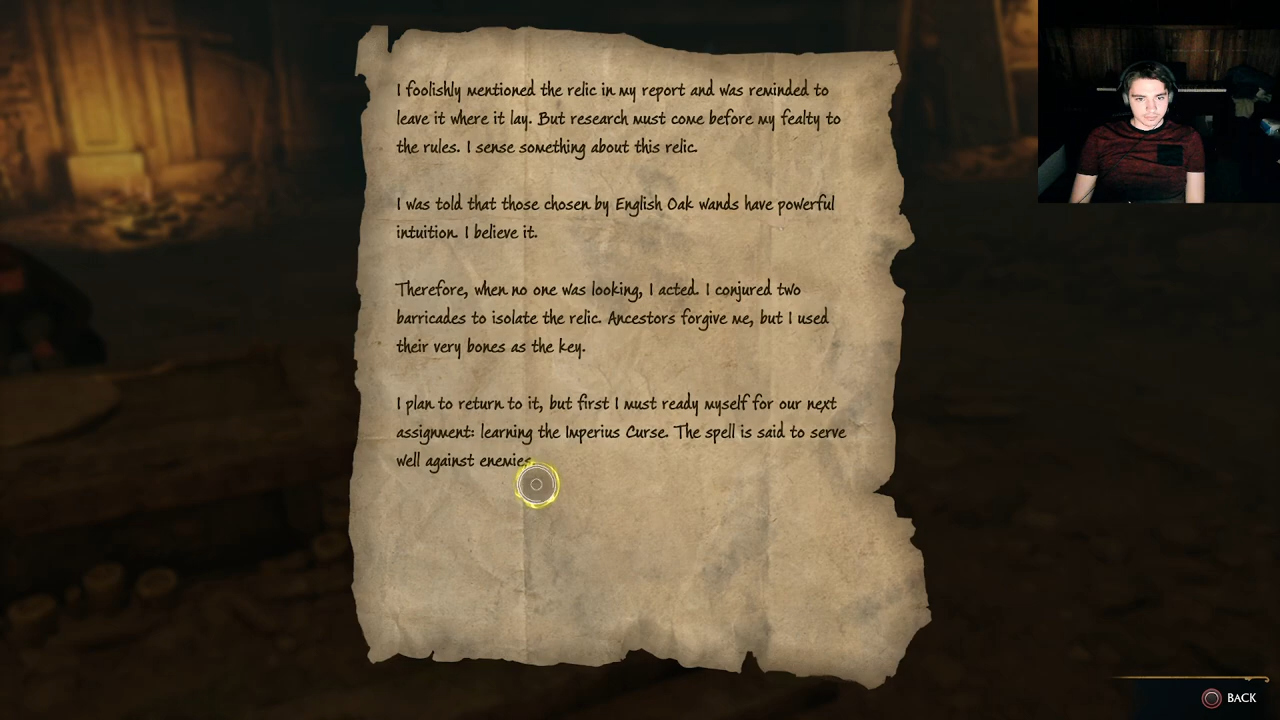 I foolishly mentioned the relic in my report and was reminded to
leave it where it lay. But research must come before my fealty to
the rules. I sense something about this relic.
I was told that those chosen by English Oak wands have powerful
intuition. I believe it.
Therefore, when no one was looking, I acted. I conjured two
barricades to isolate the relic. Ancestors forgive me, but I used
their very bones as the key.
I plan to return to it, but first I must ready myself for our next
assignment: learning the Imperius Curse. The spell is said to serve
well against enemies.
BACK